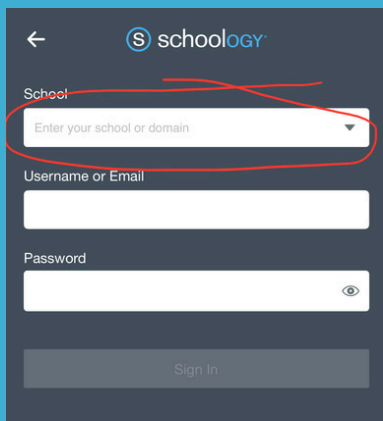 S schoology
School
Enter your school or domain
Username or Email
Password
Sign In